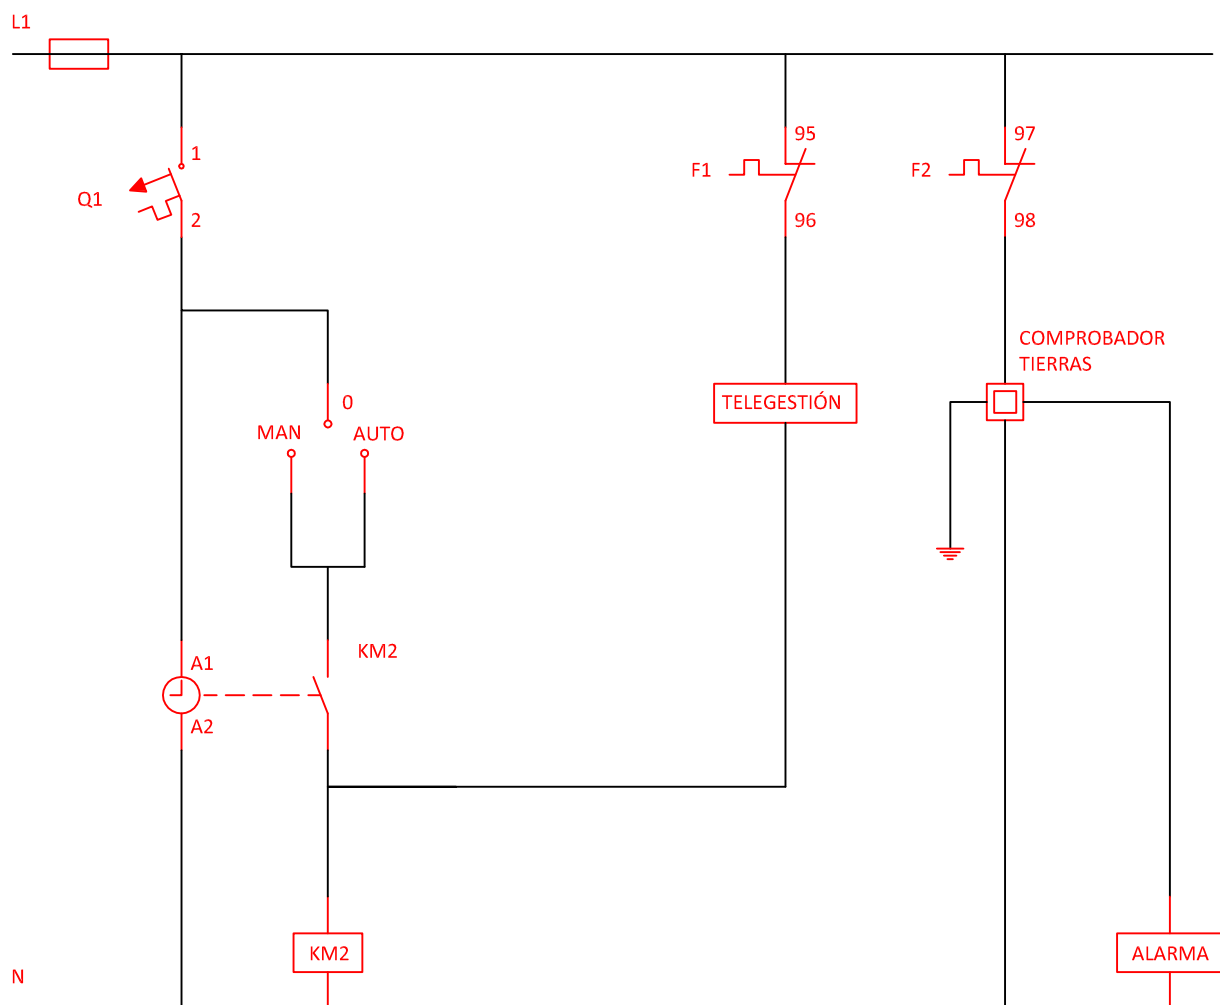 L1
1
Q1
2
95
F1
96
97
F2
98
COMPROBADOR
TIERRAS
0
MAN
AUTO
TELEGESTIÓN
KM2
A1
A2
KM2
ALARMA
N